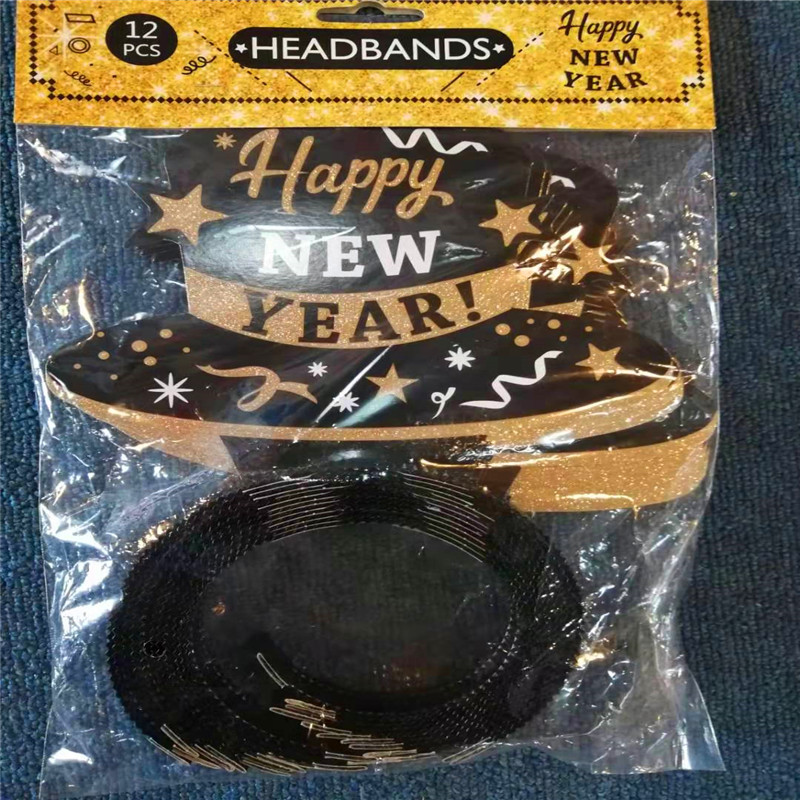 12
PCS
★HEADBANDS★
Happy
NEW
YEAR
Happy
NEW
YEAR!